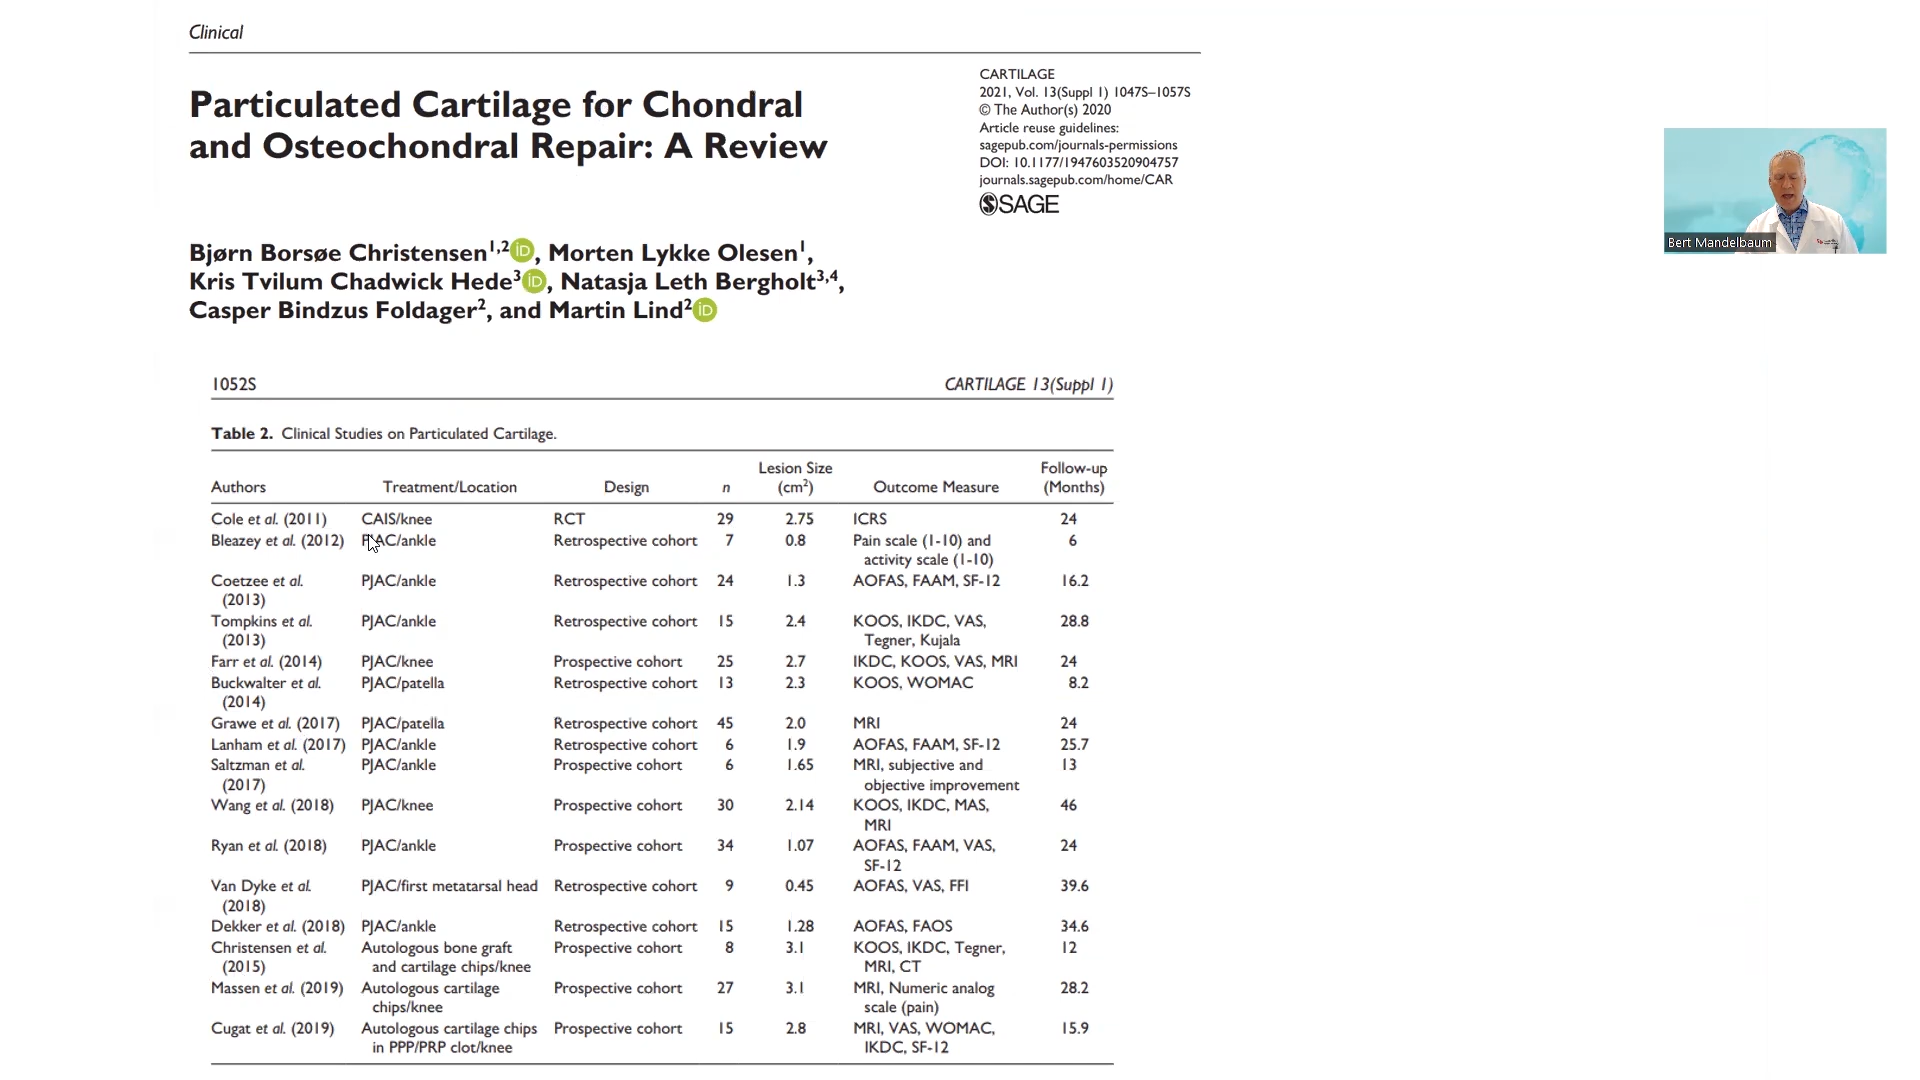 Clinical
Particulated Cartilage for Chondral
and Osteochondral Repair: A Review
CARTILAGE
2021, Vol. 13(Suppl 1) 1047S–1057S
© The Author(s) 2020
Article reuse guidelines:
sagepub.com/journals-permissions
DOI: 10.1177/1947603520904757
journals.sagepub.com/home/CAR
SAGE
Bjørn Borsøe Christensen1,2 iD, Morten Lykke Olesen1,
Kris Tvilum Chadwick Hede3 iD, Natasja Leth Bergholt3,4,
Casper Bindzus Foldager2, and Martin Lind2 iD
Bert Mandelbaum
1052S CARTILAGE 13(Suppl 1)
Table 2. Clinical Studies on Particulated Cartilage.
Authors Treatment/Location Design n Lesion Size (cm2) Outcome Measure Follow-up (Months)
Cole et al. (2011) CAIS/knee RCT 29 2.75 ICRS 24
Bleazey et al. (2012) PJAC/ankle Retrospective cohort 7 0.8 Pain scale (1-10) and 6
activity scale (1-10)
Coetzee et al. PJAC/ankle Retrospective cohort 24 1.3 AOFAS, FAAM, SF-12 16.2
(2013)
Tompkins et al. PJAC/ankle Retrospective cohort 15 2.4 KOOS, IKDC, VAS, 28.8
(2013) Tegner, Kujala
Farr et al. (2014) PJAC/knee Prospective cohort 25 2.7 IKDC, KOOS, VAS, MRI 24
Buckwalter et al. PJAC/patella Retrospective cohort 13 2.3 KOOS, WOMAC 8.2
(2014)
Grawe et al. (2017) PJAC/patella Retrospective cohort 45 2.0 MRI 24
Lanham et al. (2017) PJAC/ankle Retrospective cohort 6 1.9 AOFAS, FAAM, SF-12 25.7
Saltzman et al. PJAC/ankle Prospective cohort 6 1.65 MRI, subjective and 13
(2017) objective improvement
Wang et al. (2018) PJAC/knee Prospective cohort 30 2.14 KOOS, IKDC, MAS, 46
MRI
Ryan et al. (2018) PJAC/ankle Prospective cohort 34 1.07 AOFAS, FAAM, VAS, 24
SF-12
Van Dyke et al. PJAC/first metatarsal head Retrospective cohort 9 0.45 AOFAS, VAS, FFI 39.6
(2018)
Dekker et al. (2018) PJAC/ankle Retrospective cohort 15 1.28 AOFAS, FAOS 34.6
Christensen et al. Autologous bone graft Prospective cohort 8 3.1 KOOS, IKDC, Tegner, 12
(2015) and cartilage chips/knee MRI, CT
Massen et al. (2019) Autologous cartilage Prospective cohort 27 3.1 MRI, Numeric analog 28.2
chips/knee scale (pain)
Cugat et al. (2019) Autologous cartilage chips Prospective cohort 15 2.8 MRI, VAS, WOMAC, 15.9
in PPP/PRP clot/knee IKDC, SF-12